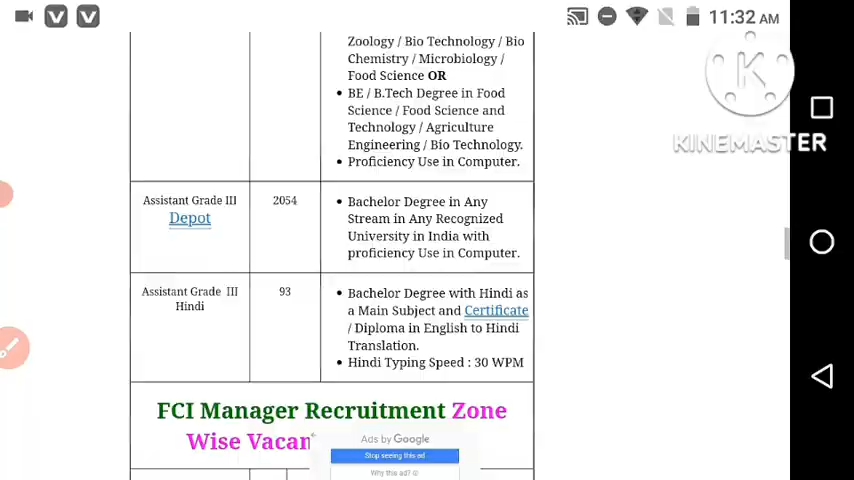 11:32 AM
Zoology / Bio Technology / Bio
Chemistry / Microbiology /
Food Science OR
BE / B.Tech Degree in Food
Science / Food Science and
Technology / Agriculture
Engineering / Bio Technology.
Proficiency Use in Computer.
Assistant Grade III
Depot
2054
Bachelor Degree in Any
Stream in Any Recognized
University in India with
proficiency Use in Computer.
Assistant Grade III
Hindi
93
Bachelor Degree with Hindi as
a Main Subject and Certificate
/ Diploma in English to Hindi
Translation.
Hindi Typing Speed : 30 WPM
FCI Manager Recruitment Zone
Wise Vacan
Ads by Google
Stop seeing this ad
Why this ad?
K
KINEMASTER